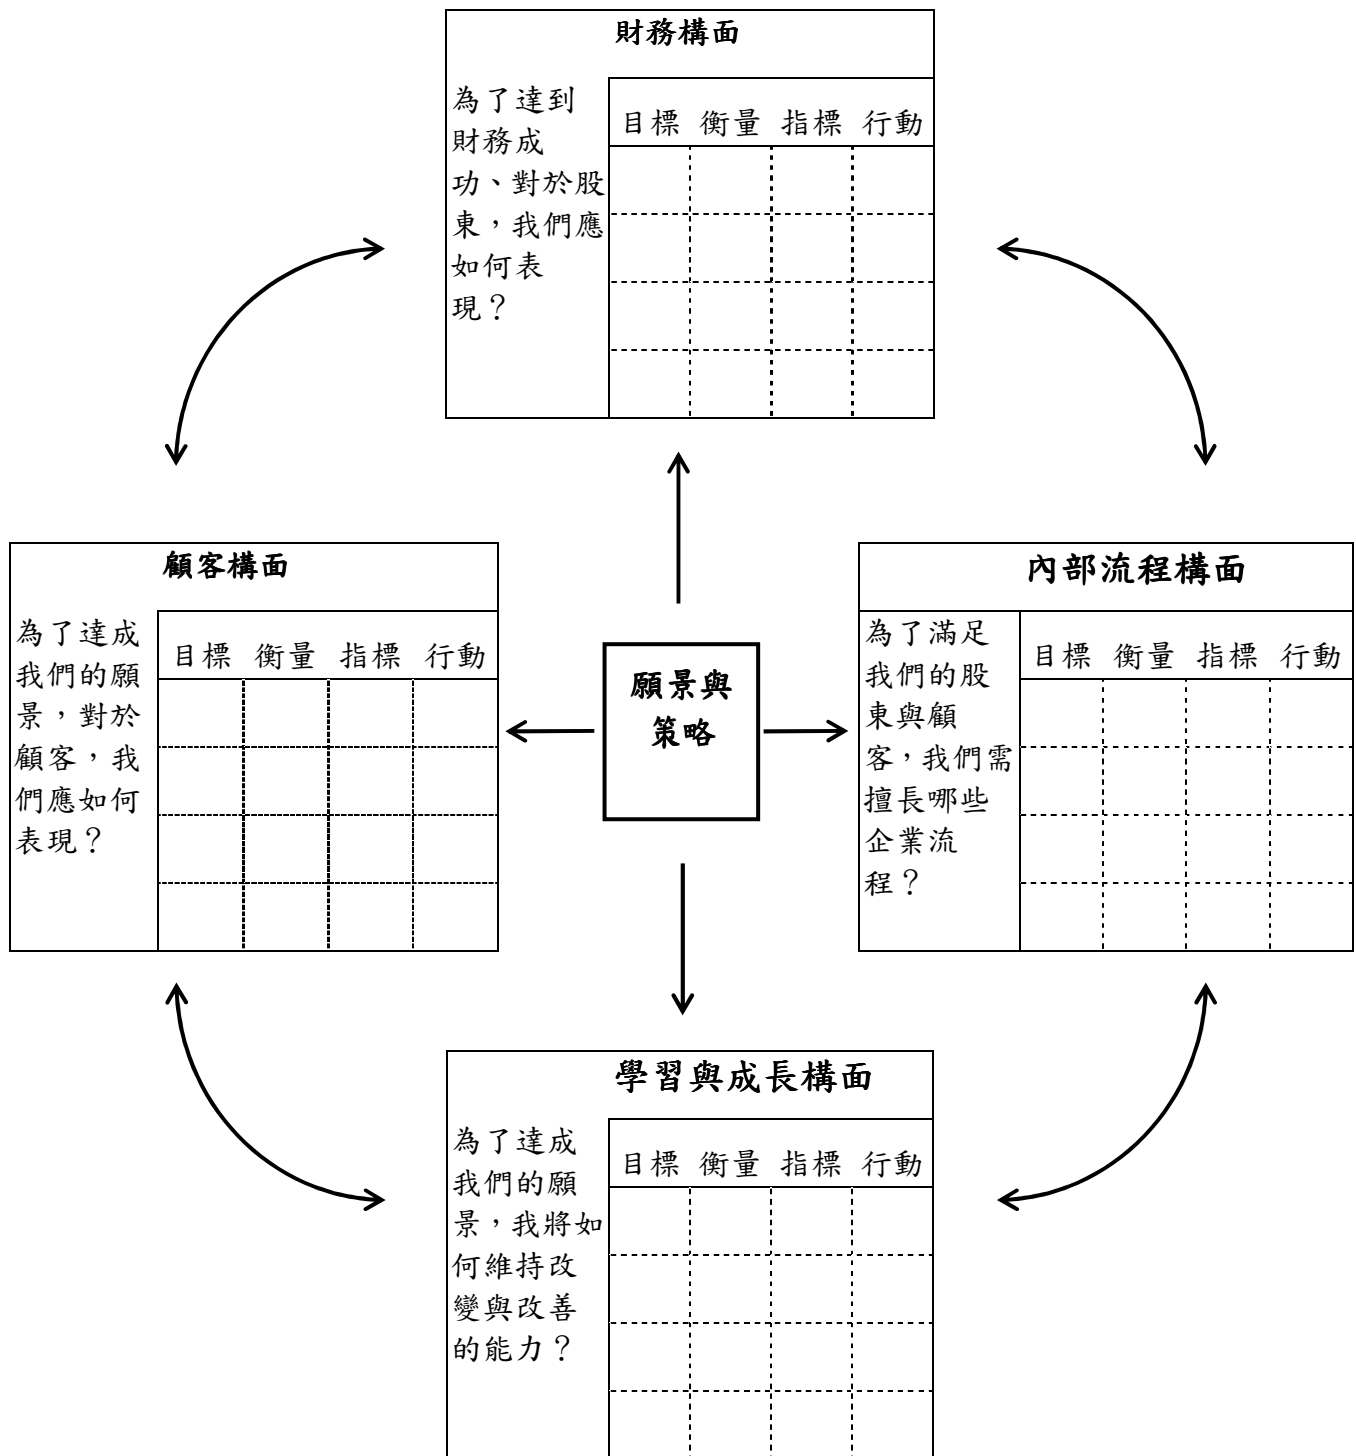 財務構面
為了達到
財務成
功、對於股
東，我們應
如何表
現？
目標 衡量 指標 行動
顧客構面
為了達成
我們的願
景，對於
顧客，我
們應如何
表現？
目標 衡量 指標 行動
願景與
策略
內部流程構面
為了滿足
我們的股
東與顧
客，我們需
擅長哪些
企業流
程？
目標 衡量 指標 行動
學習與成長構面
為了達成
我們的願
景，我將如
何維持改
變與改善
的能力？
目標 衡量 指標 行動